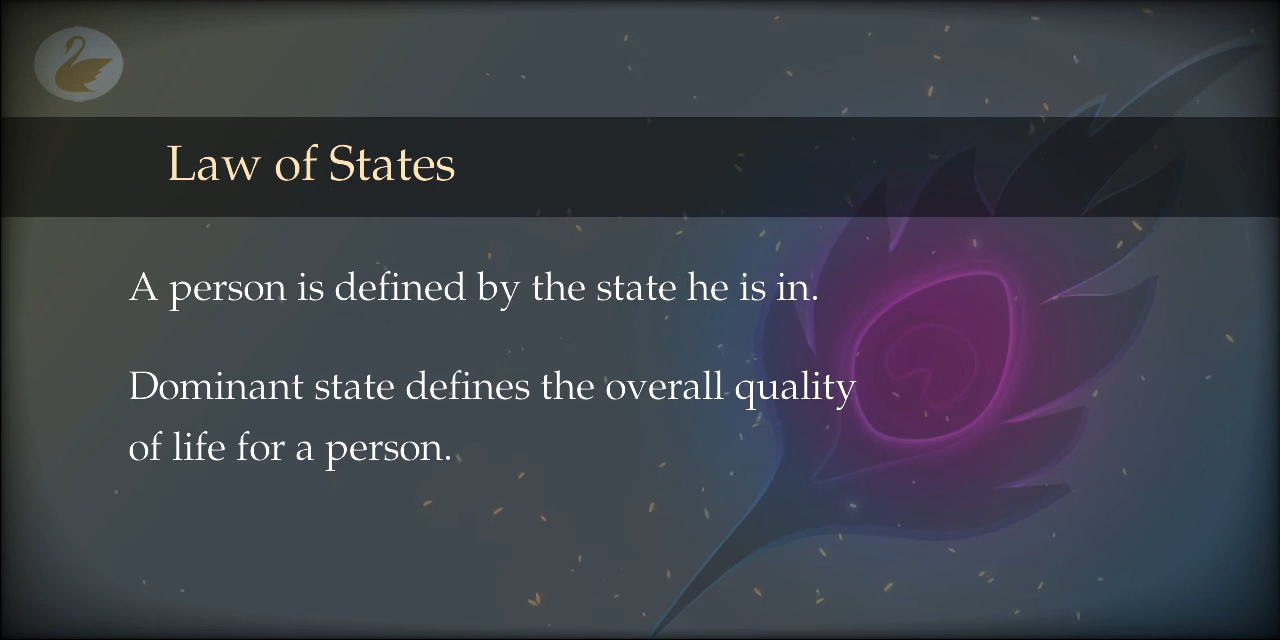 Law of States
A person is defined by the state he is in.
Dominant state defines the overall quality
of life for a person.